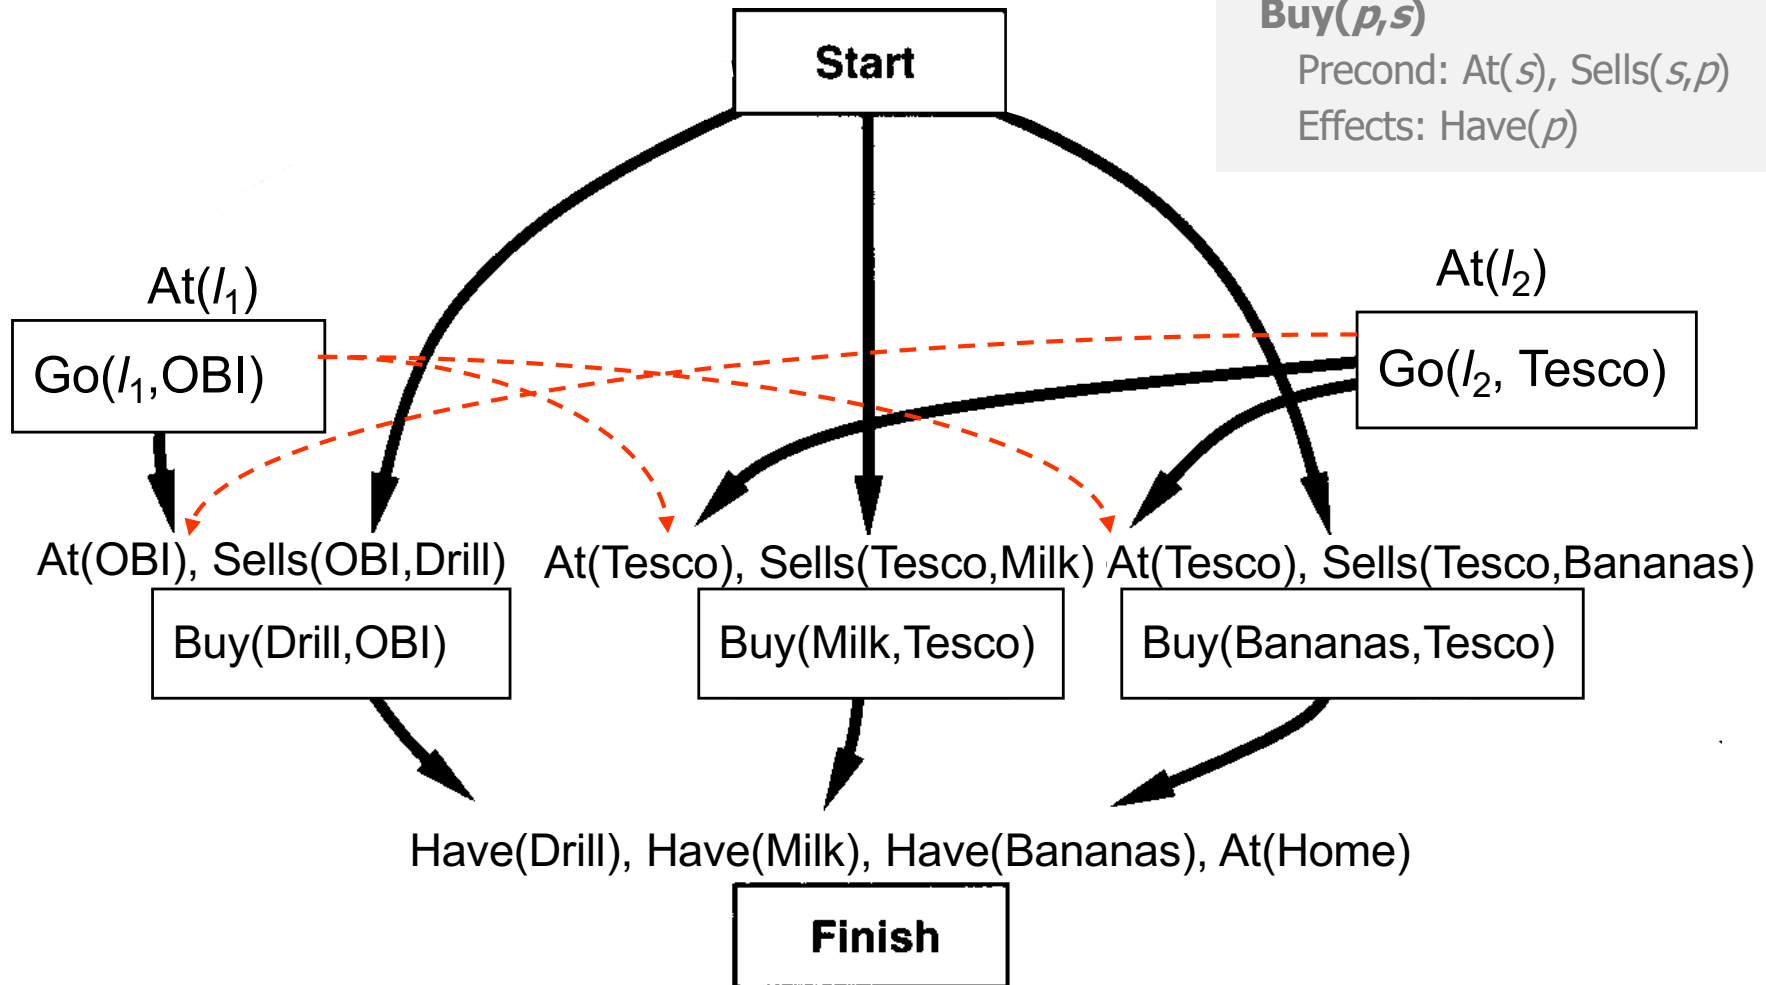 Buy(p,s)
Precond: At(s), Sells(s,p)
Effects: Have(p)
Start
At(l1)
At(l2)
Go(l1,OBI)
Go(l2, Tesco)
At(OBI), Sells(OBI,Drill)
At(Tesco), Sells(Tesco,Milk)
At(Tesco), Sells(Tesco,Bananas)
Buy(Drill,OBI)
Buy(Milk,Tesco)
Buy(Bananas,Tesco)
Have(Drill), Have(Milk), Have(Bananas), At(Home)
Finish